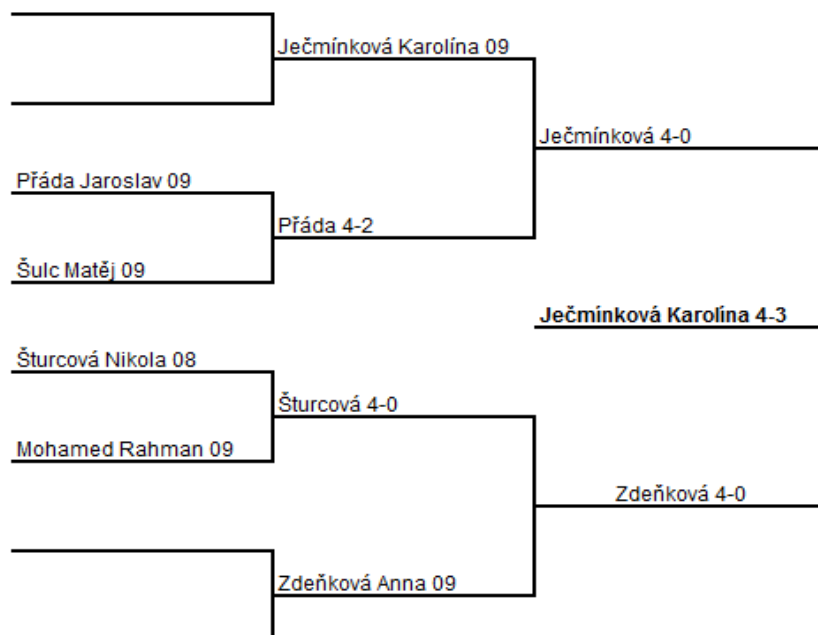 Ječmínková Karolína 09
Ječmínková 4-0
Přáda Jaroslav 09
Přáda 4-2
Šulc Matěj 09
Ječmínková Karolína 4-3
Šturcová Nikola 08
Šturcová 4-0
Mohamed Rahman 09
Zdeňková 4-0
Zdeňková Anna 09